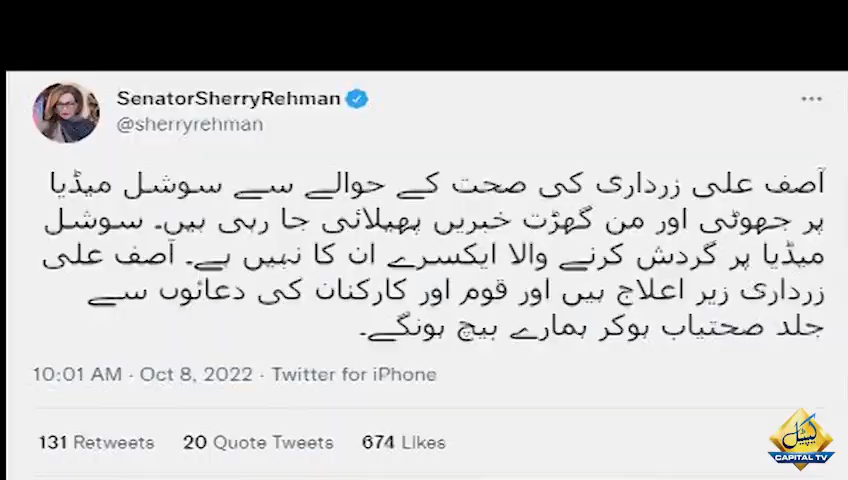 SenatorSherryRehman
@sherryrehman
آصف علی زرداری کی صحت کے حوالے سے سوشل میڈیا
پر جھوٹی اور من گھڑت خبریں پھیلائی جا رہی ہیں۔ سوشل
میڈیا پر گردش کرنے والا ایکسرے ان کا نہیں ہے۔ آصف علی
زرداری زیر اعلاج ہیں اور قوم اور کارکنان کی دعائوں سے
جلد صحتیاب ہوکر ہمارے بیچ ہونگے۔
10:01 AM · Oct 8, 2022 · Twitter for iPhone
131 Retweets 20 Quote Tweets 674 Likes
کیپیٹل
CAPITAL TV